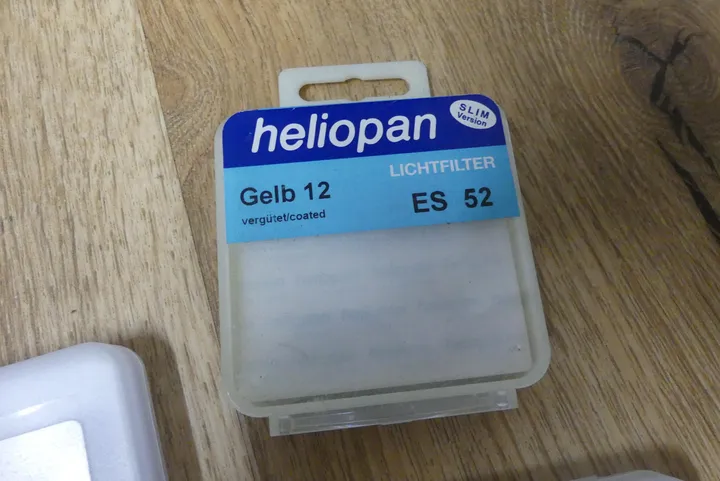 heliopan
SLIM
Version
LICHTFILTER
Gelb 12
ES 52
vergütet/coated